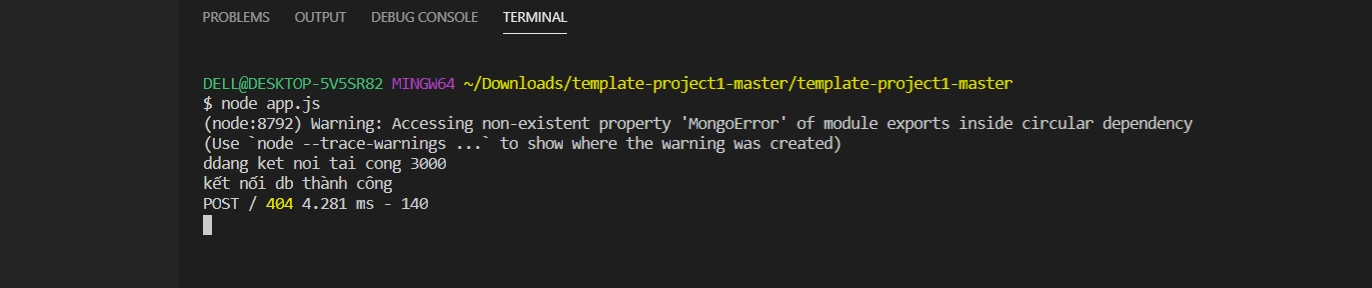 PROBLEMS OUTPUT DEBUG CONSOLE TERMINAL
DELL@DESKTOP-5V5SR82 MINGW64 ~/Downloads/template-project1-master/template-project1-master
$ node app.js
(node:8792) Warning: Accessing non-existent property 'MongoError' of module exports inside circular dependency
(Use `node --trace-warnings ...` to show where the warning was created)
ddang ket noi tai cong 3000
kết nối db thành công
POST / 404 4.281 ms - 140